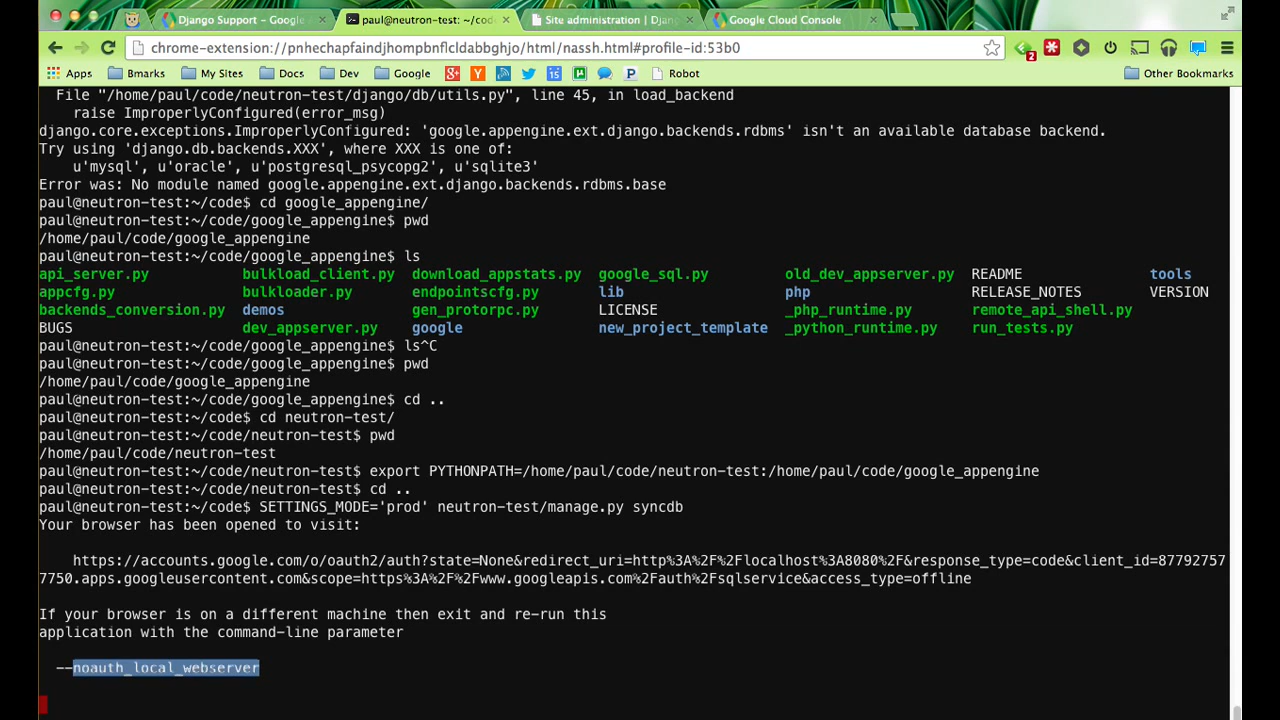 Django Support - Google
paul@neutron-test: ~/cod
Site administration | Djan
Google Cloud Console
chrome-extension://pnhechapfaindjhompbnflcldabbghjo/html/nassh.html#profile-id:53b0
2
Apps Bmarks My Sites Docs Dev Google 15 P Robot Other Bookmarks
File "/home/paul/code/neutron-test/django/db/utils.py", line 45, in load_backend
raise ImproperlyConfigured(error_msg)
django.core.exceptions.ImproperlyConfigured: 'google.appengine.ext.django.backends.rdbms' isn't an available database backend.
Try using 'django.db.backends.XXX', where XXX is one of:
u'mysql', u'oracle', u'postgresql_psycopg2', u'sqlite3'
Error was: No module named google.appengine.ext.django.backends.rdbms.base
paul@neutron-test:~/code$ cd google_appengine/
paul@neutron-test:~/code/google_appengine$ pwd
/home/paul/code/google_appengine
paul@neutron-test:~/code/google_appengine$ ls
api_server.py bulkload_client.py download_appstats.py google_sql.py old_dev_appserver.py README tools
appcfg.py bulkloader.py endpointscfg.py lib php RELEASE_NOTES VERSION
backends_conversion.py demos gen_protorpc.py LICENSE _php_runtime.py remote_api_shell.py
BUGS dev_appserver.py google new_project_template _python_runtime.py run_tests.py
paul@neutron-test:~/code/google_appengine$ ls^C
paul@neutron-test:~/code/google_appengine$ pwd
/home/paul/code/google_appengine
paul@neutron-test:~/code/google_appengine$ cd ..
paul@neutron-test:~/code$ cd neutron-test/
paul@neutron-test:~/code/neutron-test$ pwd
/home/paul/code/neutron-test
paul@neutron-test:~/code/neutron-test$ export PYTHONPATH=/home/paul/code/neutron-test:/home/paul/code/google_appengine
paul@neutron-test:~/code/neutron-test$ cd ..
paul@neutron-test:~/code$ SETTINGS_MODE='prod' neutron-test/manage.py syncdb
Your browser has been opened to visit:
https://accounts.google.com/o/oauth2/auth?state=None&redirect_uri=http%3A%2F%2Flocalhost%3A8080%2F&response_type=code&client_id=87792757
7750.apps.googleusercontent.com&scope=https%3A%2F%2Fwww.googleapis.com%2Fauth%2Fsqlservice&access_type=offline
If your browser is on a different machine then exit and re-run this
application with the command-line parameter
--noauth_local_webserver